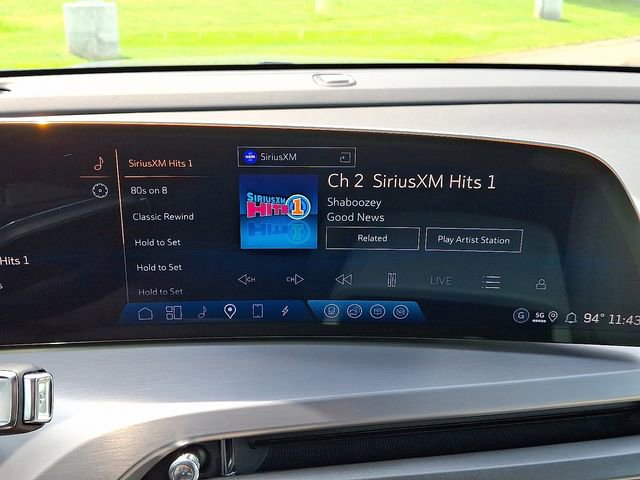 SiriusXM Hits 1
80s on 8
Classic Rewind
Hold to Set
Hold to Set
Hold to Set
Hits 1
s
SiriusXM
SiriusXM
HITS 1
Ch 2 SiriusXM Hits 1
Shaboozey
Good News
Related
Play Artist Station
CH
CH
LIVE
G
5G
94° 11:43